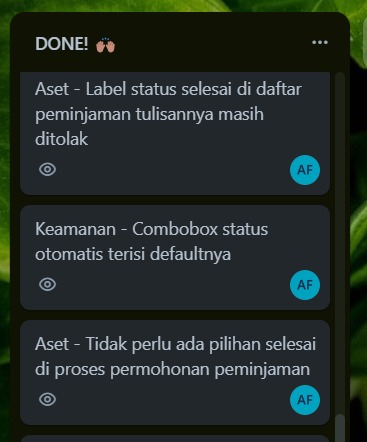 DONE! 🙌🏼
Aset - Label status selesai di daftar
peminjaman tulisannya masih
ditolak
AF
Keamanan - Combobox status
otomatis terisi defaultnya
AF
Aset - Tidak perlu ada pilihan selesai
di proses permohonan peminjaman
AF